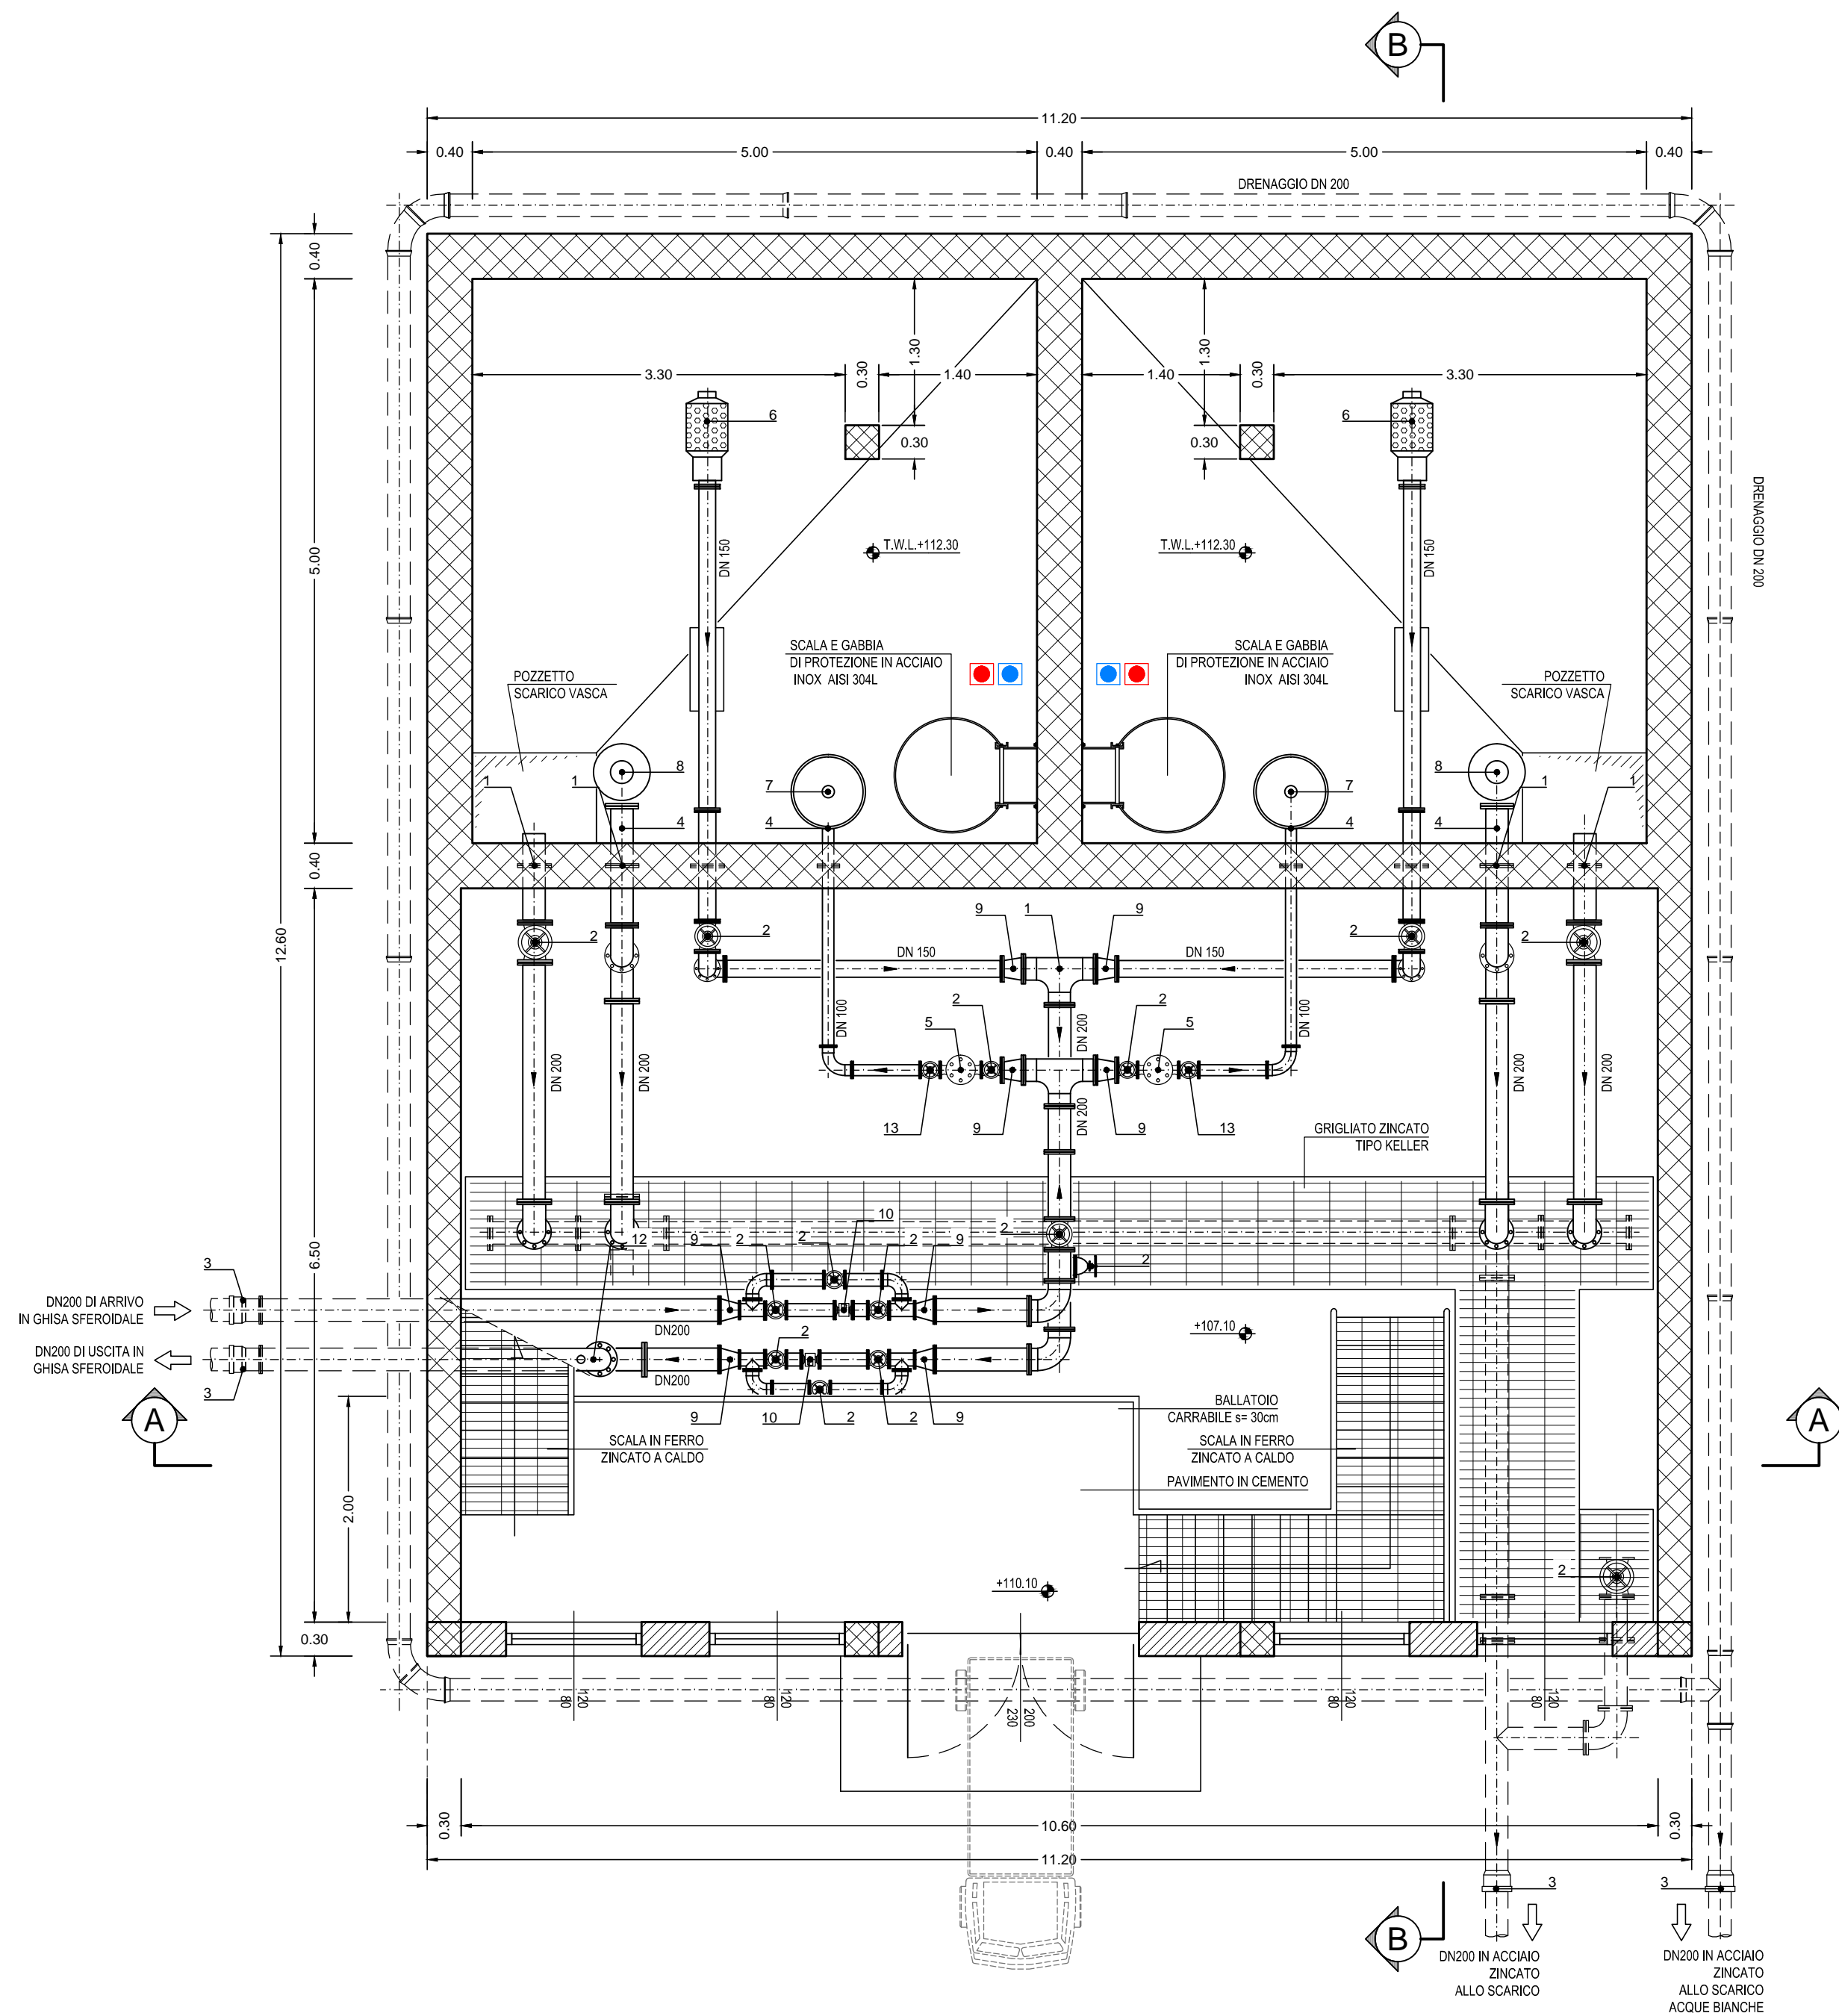 B
11.20
0.40
5.00
0.40
5.00
0.40
DRENAGGIO DN 200
0.40
1.30
1.30
3.30
0.30
1.40
1.40
0.30
3.30
6
6
0.30
0.30
DRENAGGIO DN 200
5.00
DN 150
T.W.L.+112.30
T.W.L.+112.30
DN 150
SCALA E GABBIA
DI PROTEZIONE IN ACCIAIO
INOX AISI 304L
SCALA E GABBIA
DI PROTEZIONE IN ACCIAIO
INOX AISI 304L
POZZETTO
SCARICO VASCA
POZZETTO
SCARICO VASCA
8
7
7
8
1
1
1
1
4
4
4
4
0.40
12.60
9
1
9
2
2
2
2
DN 150
DN 150
2
2
5
5
DN 100
DN 200
DN 100
DN 200
DN 200
DN 200
DN 200
DN 200
13
9
9
13
GRIGLIATO ZINCATO
TIPO KELLER
6.50
10
2
12
9
2
2
2
9
2
3
DN200 DI ARRIVO
IN GHISA SFEROIDALE
DN200
2
+107.10
DN200 DI USCITA IN
GHISA SFEROIDALE
DN200
3
A
A
9
10
2
2
9
BALLATOIO
CARRABILE s= 30cm
SCALA IN FERRO
ZINCATO A CALDO
SCALA IN FERRO
ZINCATO A CALDO
PAVIMENTO IN CEMENTO
2.00
+110.10
2
0.30
80
120
80
120
230
200
80
120
80
120
0.30
10.60
0.30
11.20
3
3
B
DN200 IN ACCIAIO
ZINCATO
ALLO SCARICO
DN200 IN ACCIAIO
ZINCATO
ALLO SCARICO
ACQUE BIANCHE